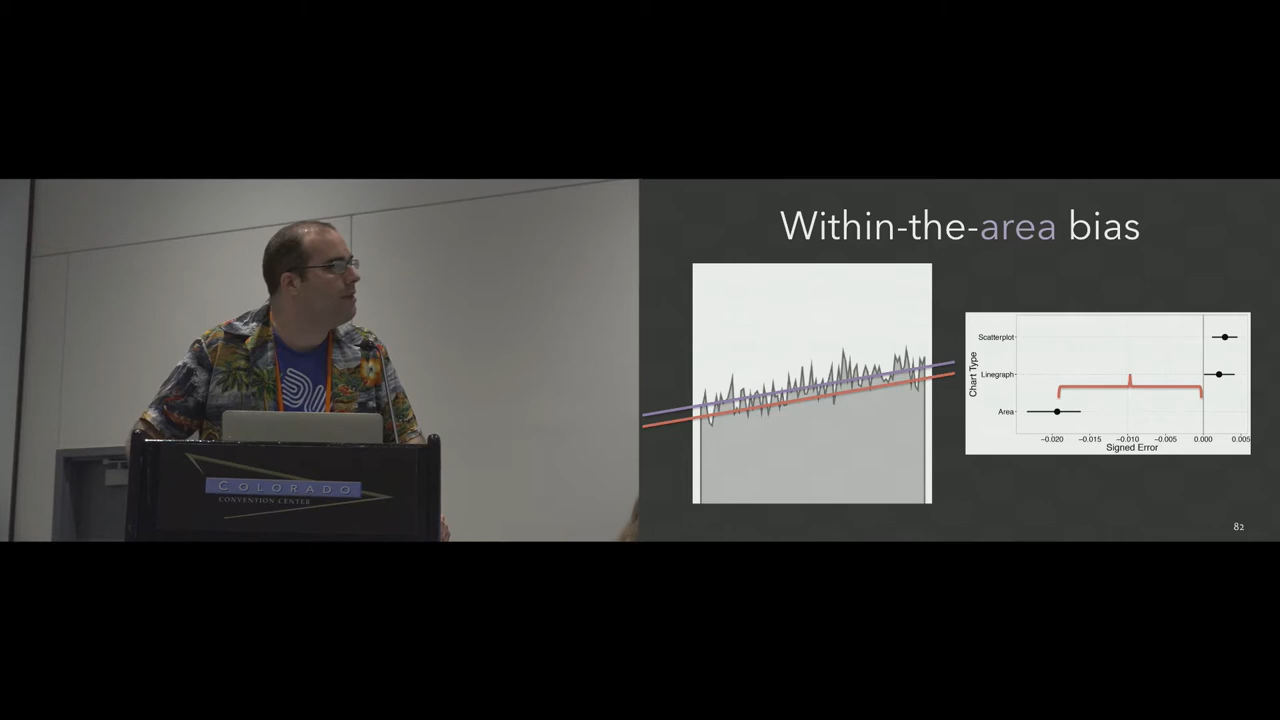 COLORADO
CONVENTION CENTER
Within-the-area bias
Chart Type
Scatterplot
Linegraph
Area
−0.020 −0.015 −0.010 −0.005 0.000 0.005
Signed Error
82